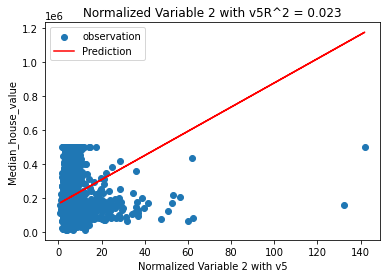 Normalized Variable 2 with v5R^2 = 0.023
1e6
observation
Prediction
1.2
1.0
0.8
0.6
0.4
0.2
0.0
Median_house_value
0 20 40 60 80 100 120 140
Normalized Variable 2 with v5